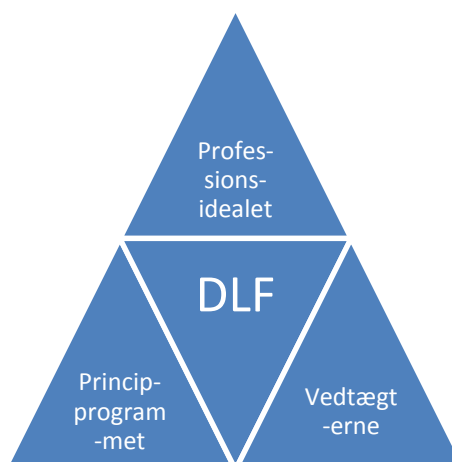 Profes-
sions-
idealet
DLF
Princip-
program
-met
Vedtægt
-erne